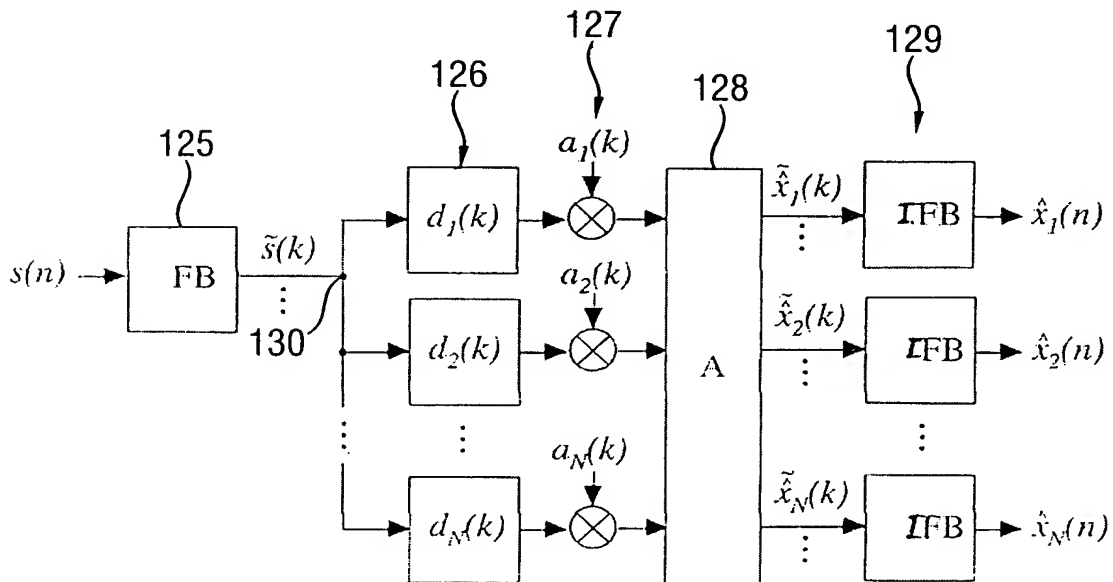 127
129
126
128
125
a₁(k)
s(n)
FB
s̃(k)
d₁(k)
x̃̂₁(k)
IFB
x̂₁(n)
130
a₂(k)
d₂(k)
A
x̃̂₂(k)
IFB
x̂₂(n)
a_N(k)
d_N(k)
x̃̂_N(k)
IFB
x̂_N(n)